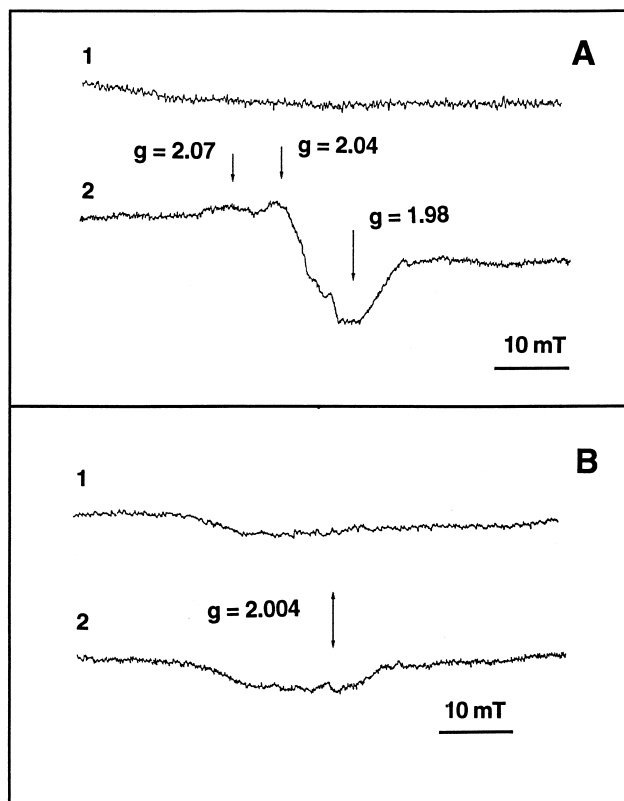 A
1
g = 2.07
g = 2.04
2
g = 1.98
10 mT
B
1
g = 2.004
2
10 mT